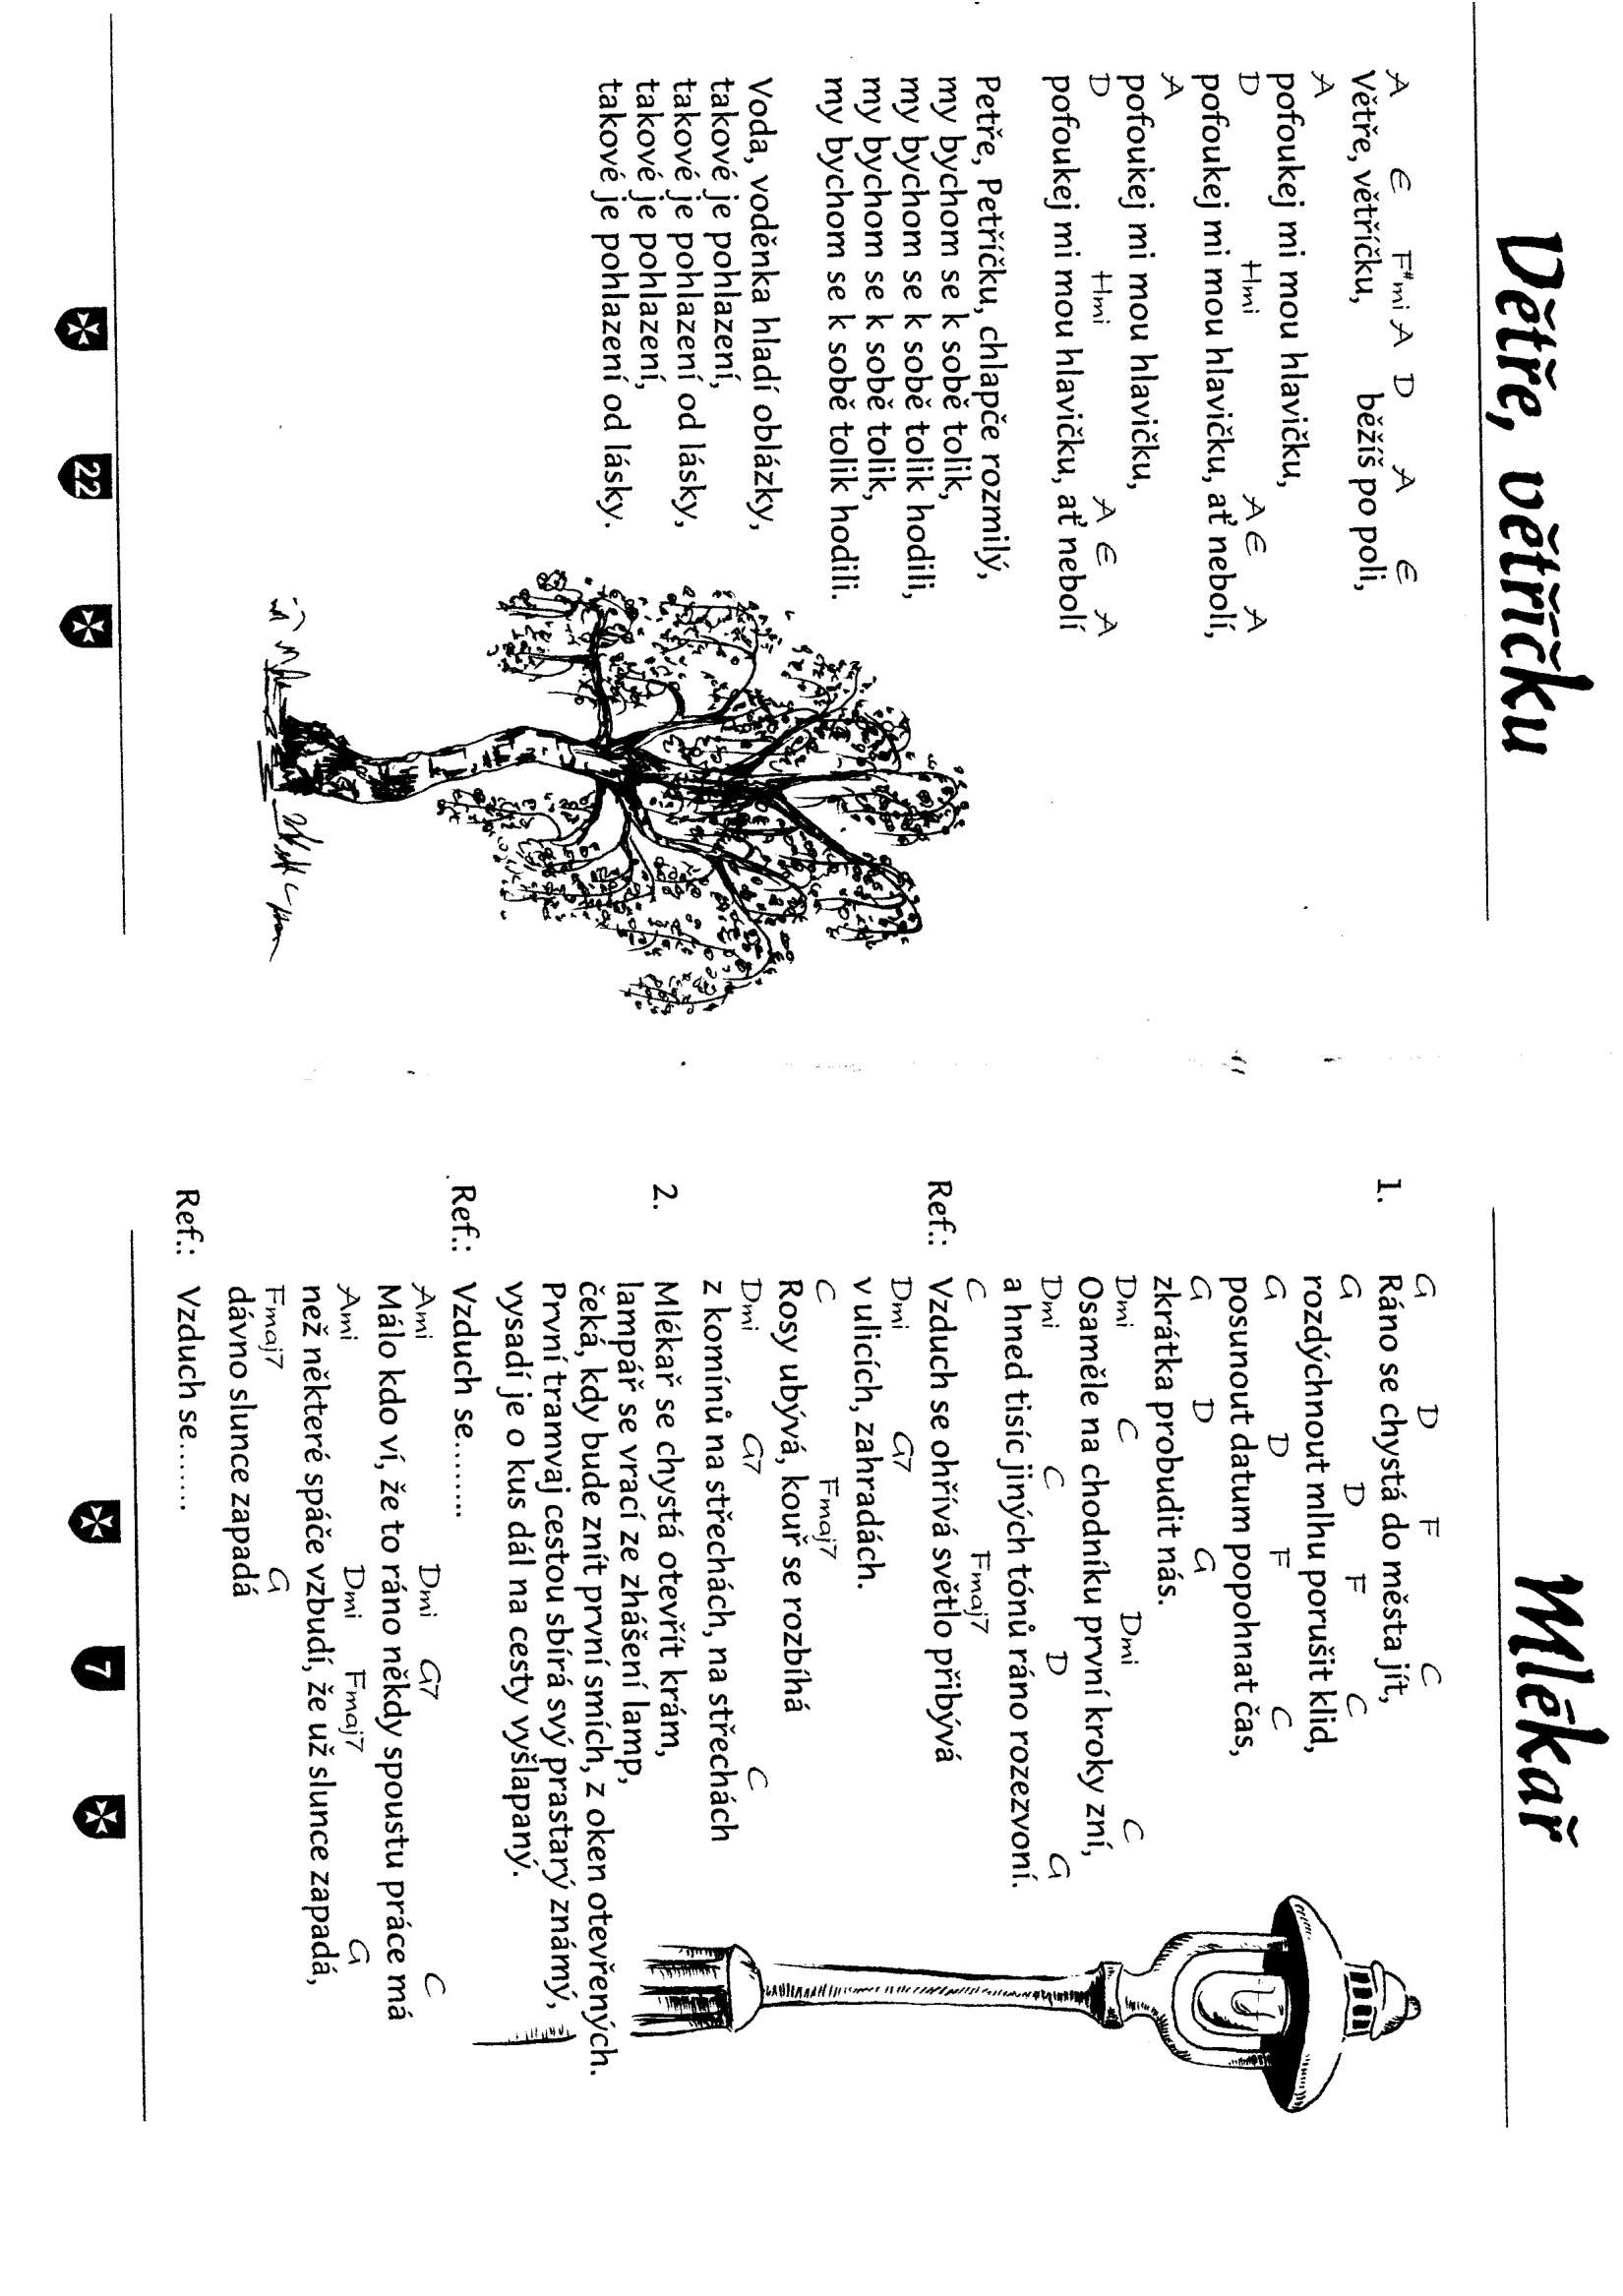 Větře, větříčku
A E F#mi A D A E
Větře, větříčku, běžíš po poli,
A
pofoukej mi mou hlavičku,
D Hmi A E A
pofoukej mi mou hlavičku, ať nebolí,
A
pofoukej mi mou hlavičku,
D Hmi A E A
pofoukej mi mou hlavičku, ať nebolí
Petře, Petříčku, chlapče rozmilý,
my bychom se k sobě tolik,
my bychom se k sobě tolik hodili,
my bychom se k sobě tolik,
my bychom se k sobě tolik hodili.
Voda, voděnka hladí oblázky,
takové je pohlazení,
takové je pohlazení od lásky,
takové je pohlazení,
takové je pohlazení od lásky.
22
Mlékař
G D F C
1. Ráno se chystá do města jít,
G D F C
rozdýchnout mlhu porušit klid,
G D F C
posunout datum popohnat čas,
G D G
zkrátka probudit nás.
Dmi C Dmi C
Osaměle na chodníku první kroky zní,
Dmi C D G
a hned tisíc jiných tónů ráno rozezvoní.
C Fmaj7
Ref.: Vzduch se ohřívá světlo přibývá
Dmi G7
v ulicích, zahradách.
C Fmaj7
Rosy ubývá, kouř se rozbíhá
Dmi G7 C
z komínů na střechách, na střechách
2. Mlékař se chystá otevřít krám,
lampář se vrací ze zhášení lamp,
čeká, kdy bude znít první smích, z oken otevřených.
První tramvaj cestou sbírá svý prastarý známý,
vysadí je o kus dál na cesty vyšlapaný.
Ref.: Vzduch se.......
Ami Dmi G7 C
Málo kdo ví, že to ráno někdy spoustu práce má
Ami Dmi Fmaj7 G
než některé spáče vzbudí, že už slunce zapadá,
Fmaj7 G
dávno slunce zapadá
Ref.: Vzduch se.......
7